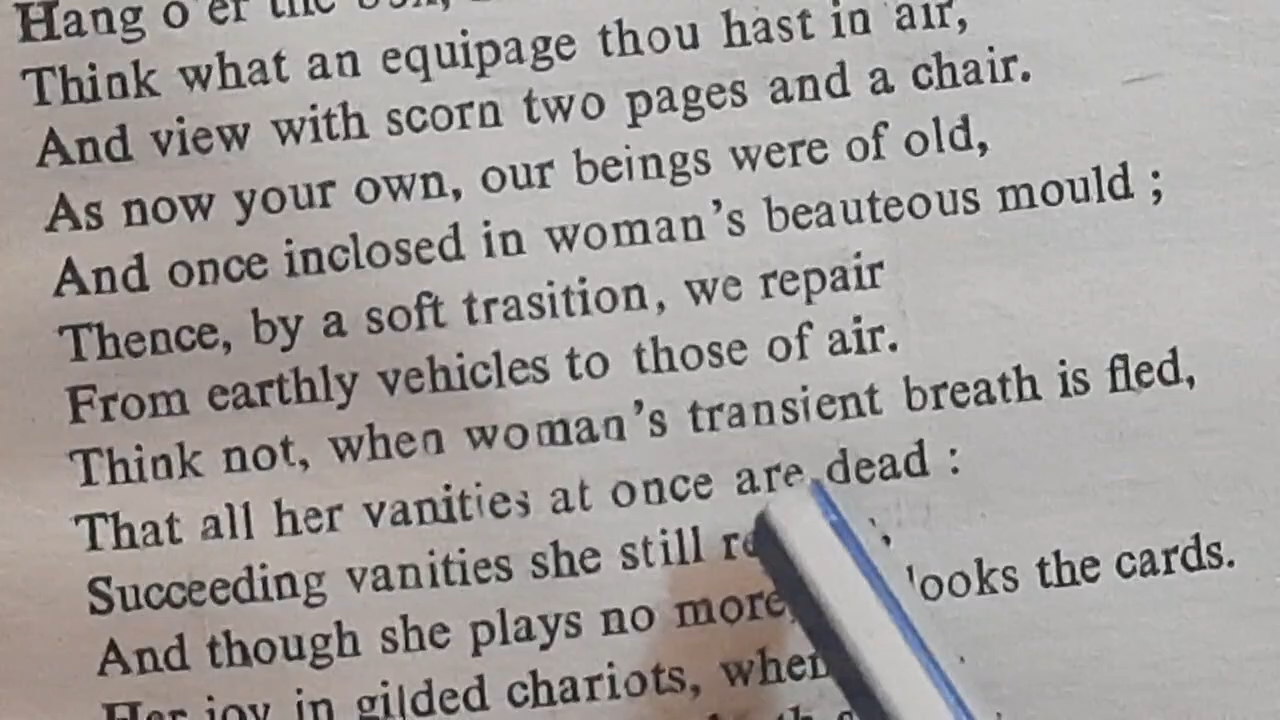 Hang o'er the
Think what an equipage thou hast in air,
And view with scorn two pages and a chair.
As now your own, our beings were of old,
And once inclosed in woman's beauteous mould ;
Thence, by a soft trasition, we repair
From earthly vehicles to those of air.
Think not, when woman's transient breath is fled,
That all her vanities at once are dead :
Succeeding vanities she still
And though she plays no more, looks the cards.
Her joy in gilded chariots, when